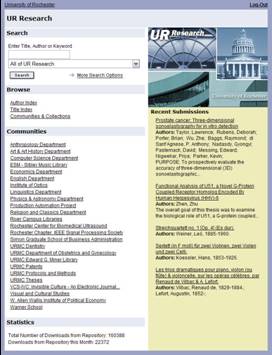 University of Rochester
Log-Out
UR Research
Search
Enter Title, Author or Keyword
All of UR Research
Search
More Search Options
Browse
Author Index
Title Index
Communities & Collections
Communities
Anthropology Department
Art & Art History Department
Computer Science Department
ESM - Sibley Music Library
Economics Department
English Department
Institute of Optics
Linguistics Department
Physics & Astronomy Department
Production Automation Project
Religion and Classics Department
River Campus Libraries
Rochester Center for Biomedical Ultrasound
Rochester Chapter, IEEE Signal Processing Society
Simon Graduate School of Business Administration
URMC Dentistry
URMC Department of Obstetrics and Gynecology
URMC Edward G. Miner Library
URMC Patents
URMC Protocols and Methods
URMC Theses
VCS-IVC: Invisible Culture - An Electronic Journal
Visual and Cultural Studies
W. Allen Wallis Institute of Political Economy
Warner School
Statistics
Total Number of Downloads from Repository: 160388
Downloads from Repository this Month: 22372
UR Research
University of Rochester
Recent Submissions
Prostate cancer: Three-dimensional
sonoelastography for in vitro detection
Authors: Taylor, Lawrence, Rubens, Deborah,
Porter, Brian, Wu, Zhe, Baggs, Raymond, di
Sant'Agnese, P. Anthony, Nadasdy, Gyongyi,
Pasternack, David, Messing, Edward,
Nigwekar, Priya, Parker, Kevin,
PURPOSE: To prospectively evaluate the
accuracy of three-dimensional (3D)
sonoelastographic...
Functional Analysis of UL51, a Novel G-Protein
Coupled Receptor Homolog Encoded By
Human Herpesvirus (HHV)-8
Authors: Zhen, Zhu
The overall goal of this thesis was to examine
the biological role of
Streichquartett no. 1 (Op. 4) (Es dur).
Authors: Weiner, Leó, 1885-1960.
Sextett (in F moll) für zwei Violinen, zwei Violen
und zwei Celli.
Authors: Koessler, Hans, 1853-1926.
Les trios dramatiques pour piano, violon (ou
flûte) & violoncelle, sur les opéras célèbres, par
Renaud de Vilbac & A. Lefort.
Authors: Vilbac, Renaud de, 1829-1884.,
Lefort, Augustin, 1852-.